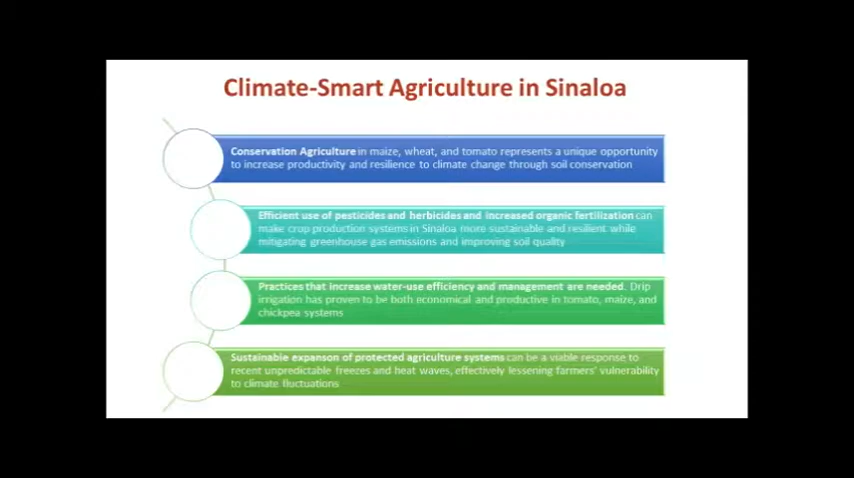 Climate-Smart Agriculture in Sinaloa
Conservation Agriculture in maize, wheat, and tomato represents a unique opportunity
to increase productivity and resilience to climate change through soil conservation
Efficient use of pesticides and herbicides and increased organic fertilization can
make crop production systems in Sinaloa more sustainable and resilient while
mitigating greenhouse gas emissions and improving soil quality
Practices that increase water-use efficiency and management are needed. Drip
irrigation has proven to be both economical and productive in tomato, maize, and
chickpea systems
Sustainable expanson of protected agriculture systems can be a viable response to
recent unpredictable freezes and heat waves, effectively lessening farmers' vulnerability
to climate fluctuations